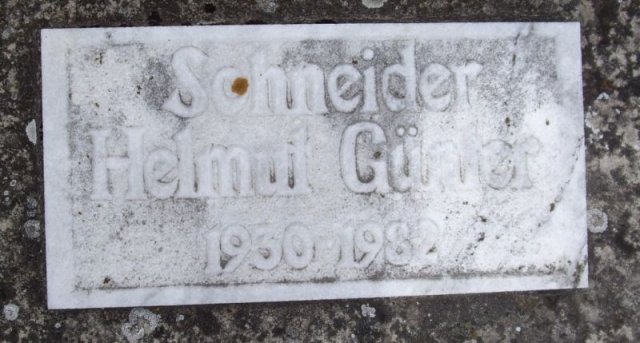 Schneider
Helmut Günter
1930 1982